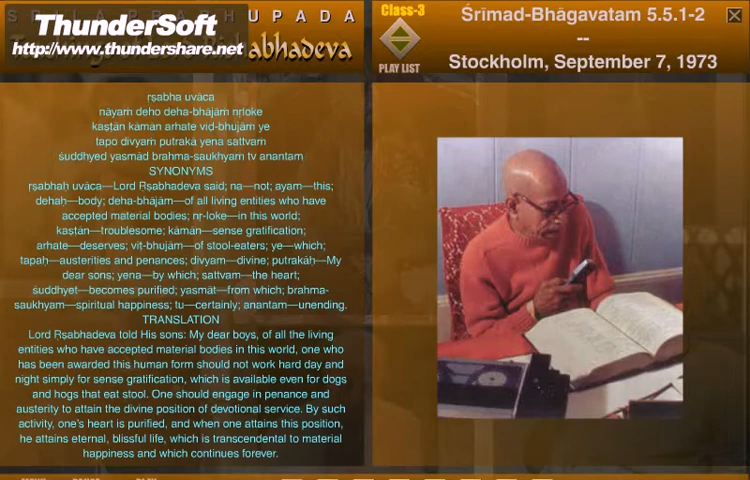 SRILA PRABHUPADA
ThunderSoft
http://www.thundershare.net
abhadeva
Class-3
PLAY LIST
Śrīmad-Bhāgavatam 5.5.1-2
--
Stockholm, September 7, 1973
ṛṣabha uvāca
nāyaṁ deho deha-bhājāṁ nṛloke
kaṣṭān kāmān arhate viḍ-bhujāṁ ye
tapo divyaṁ putrakā yena sattvaṁ
śuddhyed yasmād brahma-saukhyaṁ tv anantam
SYNONYMS
ṛṣabhaḥ uvāca—Lord Ṛṣabhadeva said; na—not; ayam—this;
dehaḥ—body; deha-bhājām—of all living entities who have
accepted material bodies; nṛ-loke—in this world;
kaṣṭān—troublesome; kāmān—sense gratification;
arhate—deserves; viṭ-bhujām—of stool-eaters; ye—which;
tapaḥ—austerities and penances; divyam—divine; putrakāḥ—My
dear sons; yena—by which; sattvam—the heart;
śuddhyet—becomes purified; yasmāt—from which; brahma-
saukhyam—spiritual happiness; tu—certainly; anantam—unending.
TRANSLATION
Lord Ṛṣabhadeva told His sons: My dear boys, of all the living
entities who have accepted material bodies in this world, one who
has been awarded this human form should not work hard day and
night simply for sense gratification, which is available even for dogs
and hogs that eat stool. One should engage in penance and
austerity to attain the divine position of devotional service. By such
activity, one's heart is purified, and when one attains this position,
he attains eternal, blissful life, which is transcendental to material
happiness and which continues forever.